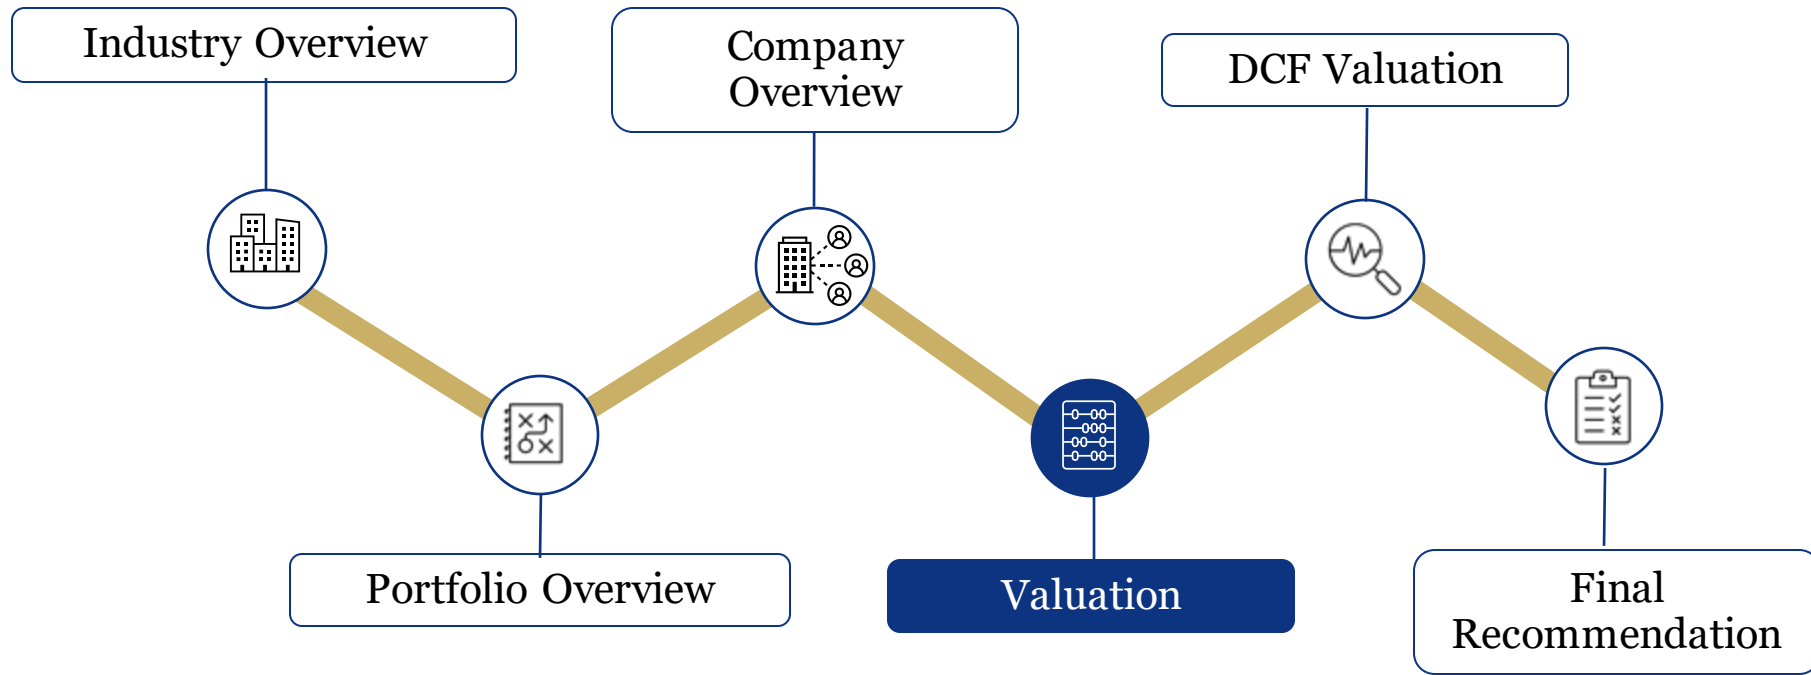 Industry Overview
Portfolio Overview
Company
Overview
Valuation
DCF Valuation
Final
Recommendation